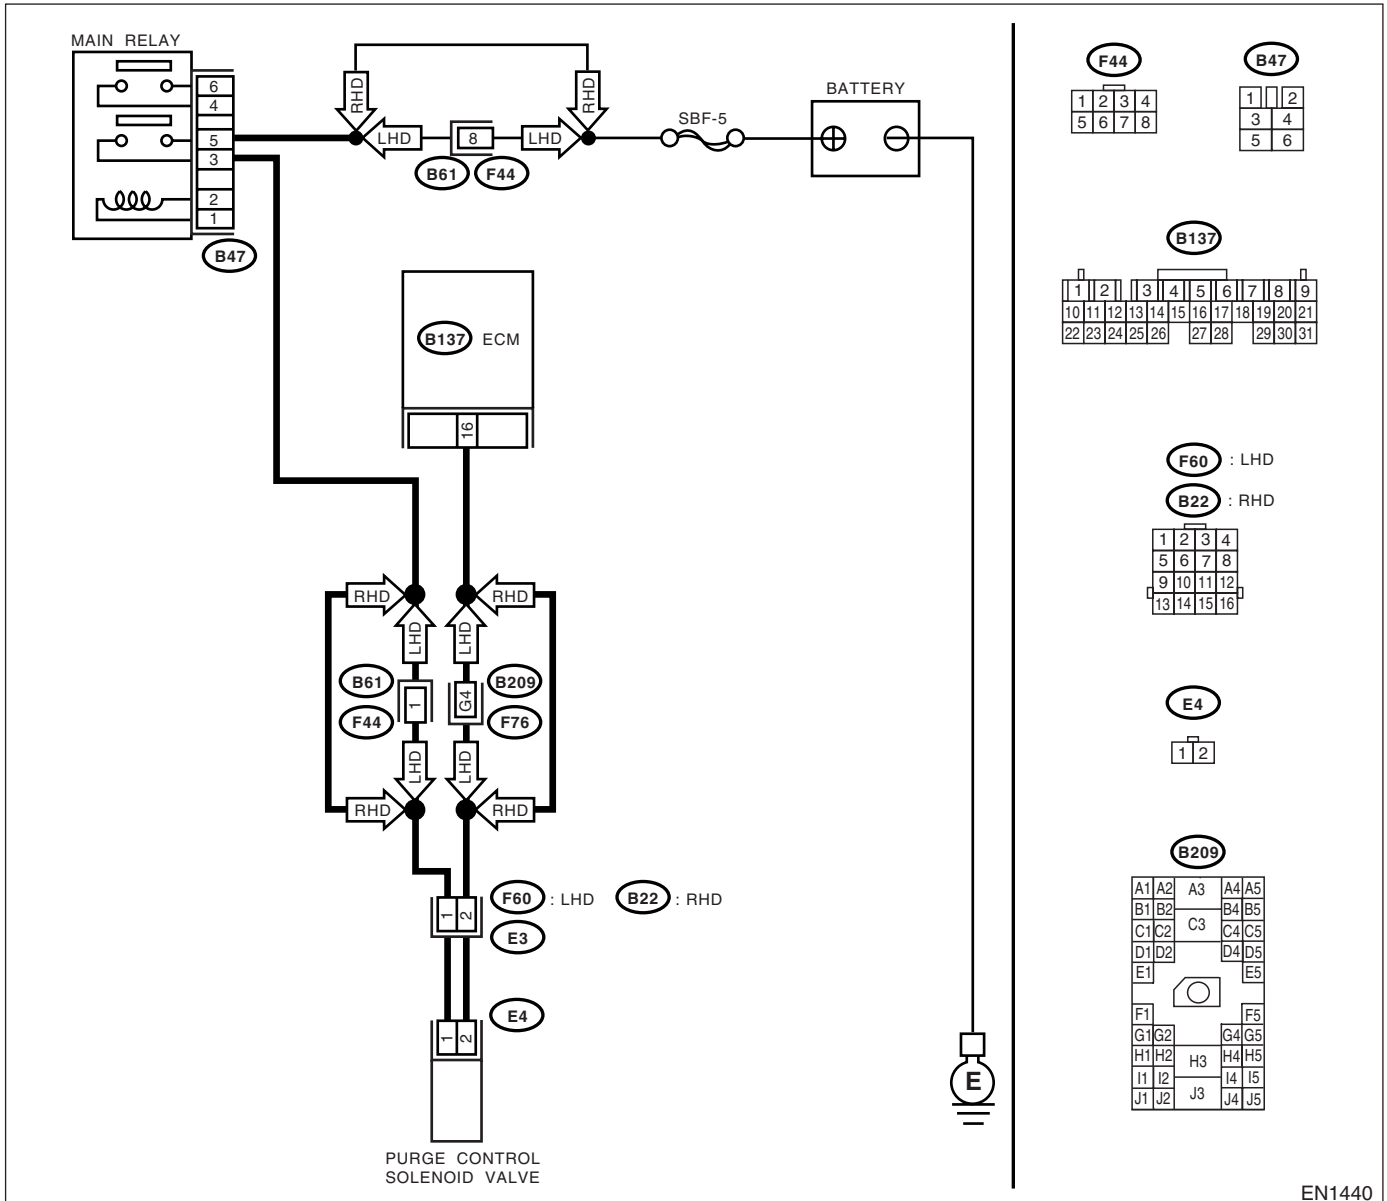 MAIN RELAY
6
4
5
3
2
1
B47
RHD
RHD
LHD
8
LHD
B61
F44
SBF-5
BATTERY
B137 ECM
16
RHD
RHD
LHD
LHD
B61
F44
1
G4
B209
F76
LHD
LHD
RHD
RHD
1 2
F60 : LHD B22 : RHD
E3
E4
1 2
PURGE CONTROL
SOLENOID VALVE
E
F44
1 2 3 4
5 6 7 8
B47
1 2
3 4
5 6
B137
1 2 3 4 5 6 7 8 9
10 11 12 13 14 15 16 17 18 19 20 21
22 23 24 25 26 27 28 29 30 31
F60 : LHD
B22 : RHD
1 2 3 4
5 6 7 8
9 10 11 12
13 14 15 16
E4
1 2
B209
A1 A2 A3 A4 A5
B1 B2 B4 B5
C1 C2 C3 C4 C5
D1 D2 D4 D5
E1 E5
F1 F5
G1 G2 G4 G5
H1 H2 H3 H4 H5
I1 I2 I4 I5
J1 J2 J3 J4 J5
EN1440